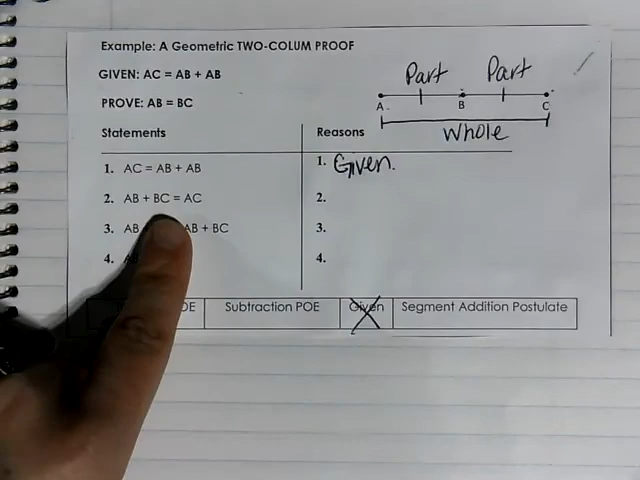 Example: A Geometric TWO-COLUM PROOF
GIVEN: AC = AB + AB
PROVE: AB = BC
Part Part
A B C
Whole
Statements Reasons
1. AC = AB + AB 1. Given.
2. AB + BC = AC 2.
3. AB AB + BC 3.
4. 4.
Subtraction POE Given Segment Addition Postulate